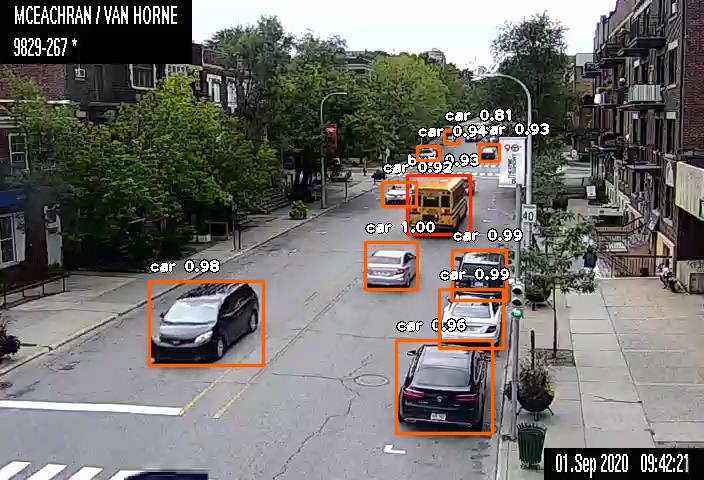 MCEACHRAN / VAN HORNE
9829-267 *
car 0.81
car 0.94
car 0.93
car 0.92
car 1.00
car 0.99
car 0.98
car 0.99
car 0.96
40
01.Sep 2020 09:42:21